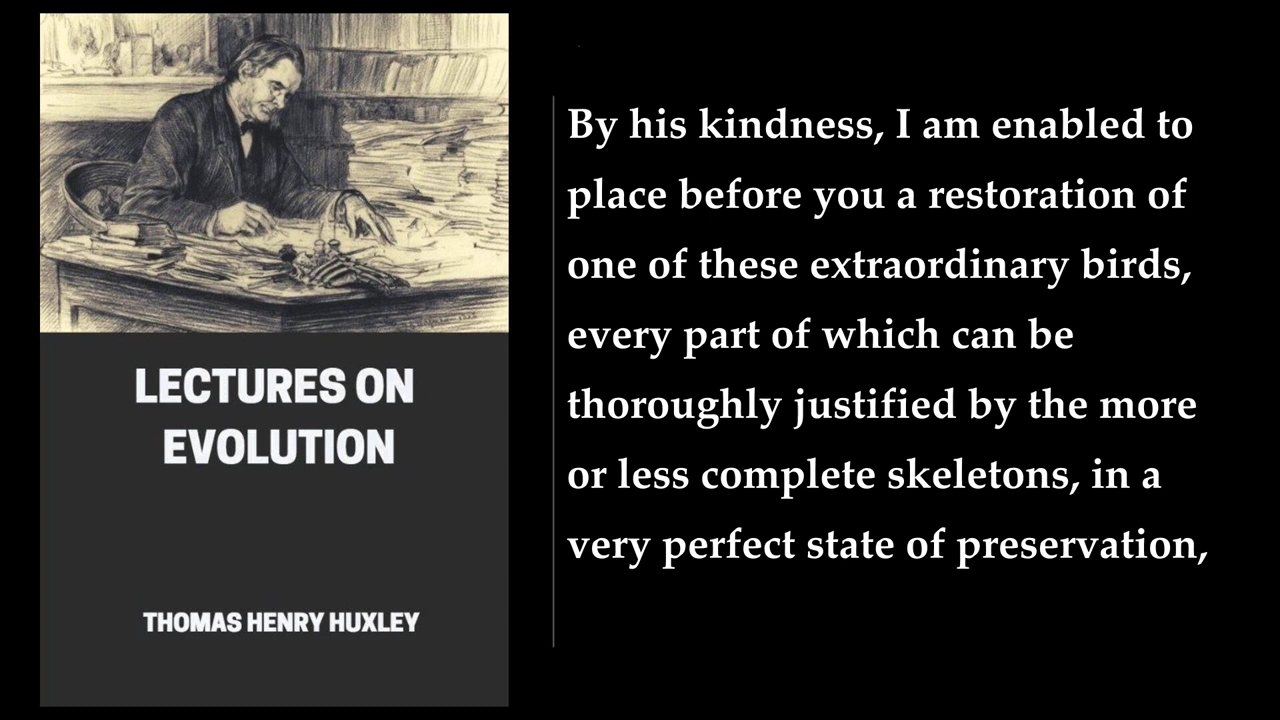 LECTURES ON
EVOLUTION
THOMAS HENRY HUXLEY
By his kindness, I am enabled to
place before you a restoration of
one of these extraordinary birds,
every part of which can be
thoroughly justified by the more
or less complete skeletons, in a
very perfect state of preservation,